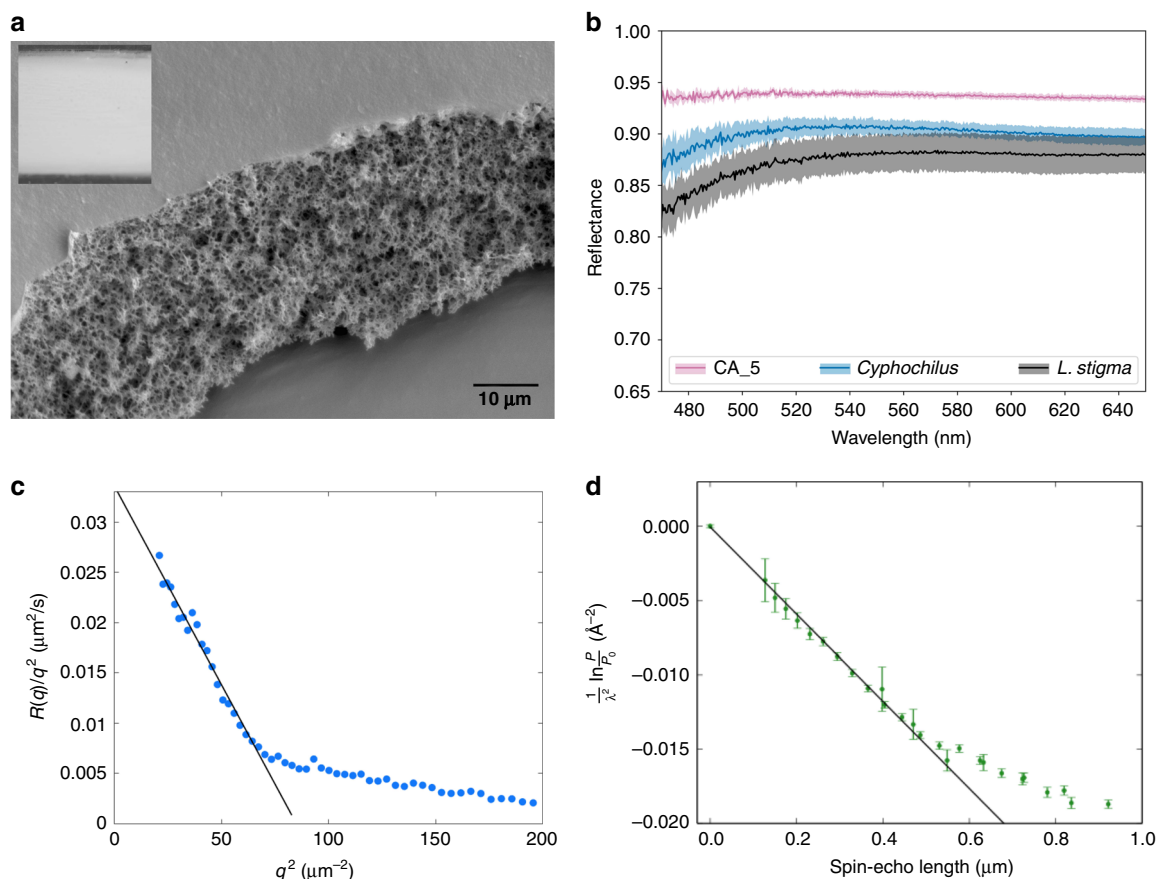 a
10 μm
b
1.00
0.95
0.90
0.85
0.80
0.75
0.70
0.65
Reflectance
CA_5
Cyphochilus
L. stigma
480
500
520
540
560
580
600
620
640
Wavelength (nm)
c
0.03
0.025
0.02
0.015
0.01
0.005
0
R(q)/q² (μm²/s)
0
50
100
150
200
q² (μm⁻²)
d
0.000
−0.005
−0.010
−0.015
−0.020
1/λ² ln P/P₀ (Å⁻²)
0.0
0.2
0.4
0.6
0.8
1.0
Spin-echo length (μm)